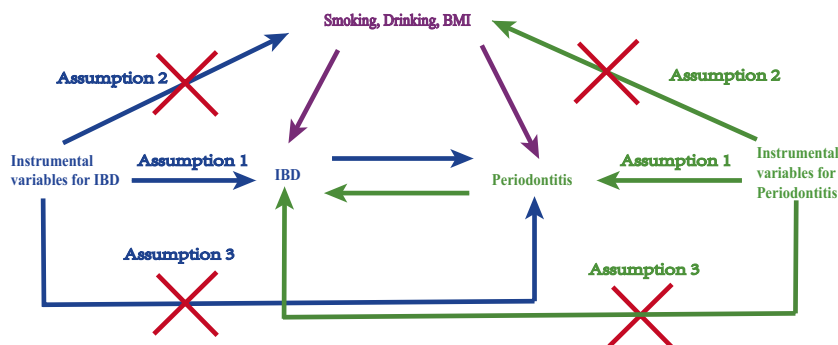 Smoking, Drinking, BMI
Assumption 2
Assumption 2
Instrumental
variables for IBD
Assumption 1
IBD
Periodontitis
Assumption 1
Instrumental
variables for
Periodontitis
Assumption 3
Assumption 3